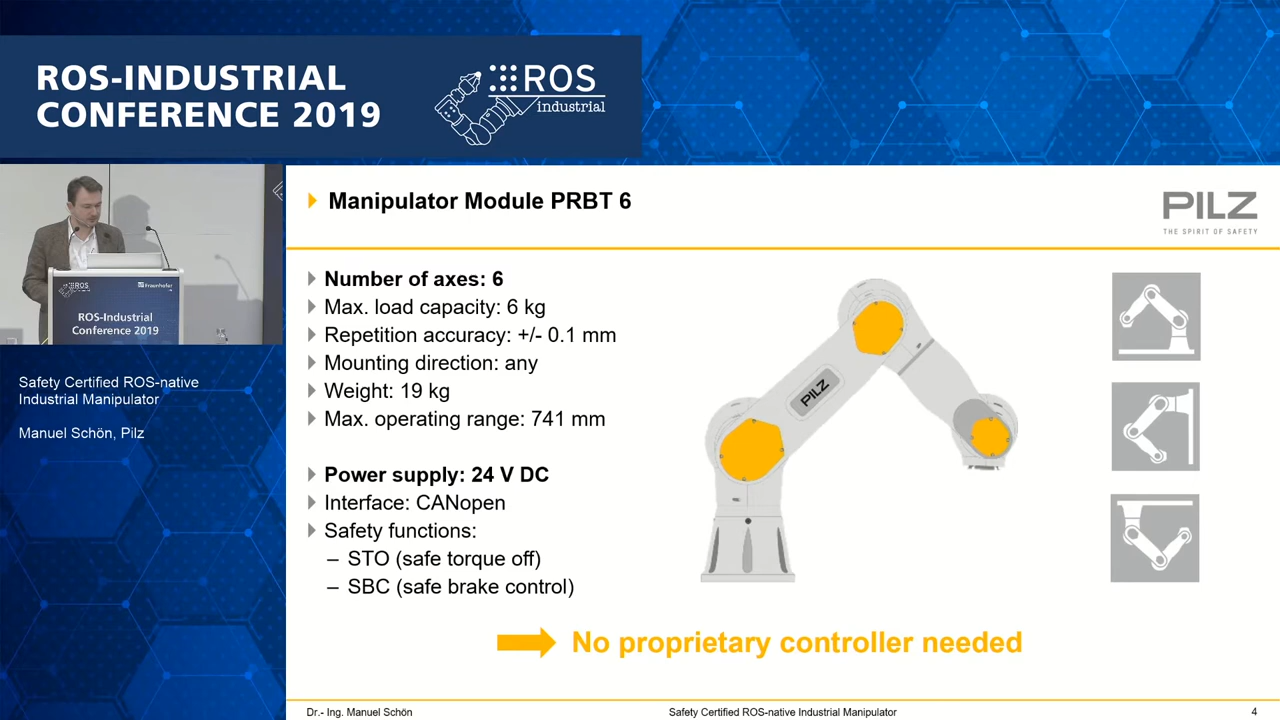 ROS-INDUSTRIAL
CONFERENCE 2019
ROS
industrial
ROS
Fraunhofer
ROS-Industrial
Conference 2019
Safety Certified ROS-native
Industrial Manipulator
Manuel Schön, Pilz
Manipulator Module PRBT 6
PILZ
THE SPIRIT OF SAFETY
Number of axes: 6
Max. load capacity: 6 kg
Repetition accuracy: +/- 0.1 mm
Mounting direction: any
Weight: 19 kg
Max. operating range: 741 mm
Power supply: 24 V DC
Interface: CANopen
Safety functions:
– STO (safe torque off)
– SBC (safe brake control)
PILZ
No proprietary controller needed
Dr.- Ing. Manuel Schön
Safety Certified ROS-native Industrial Manipulator
4